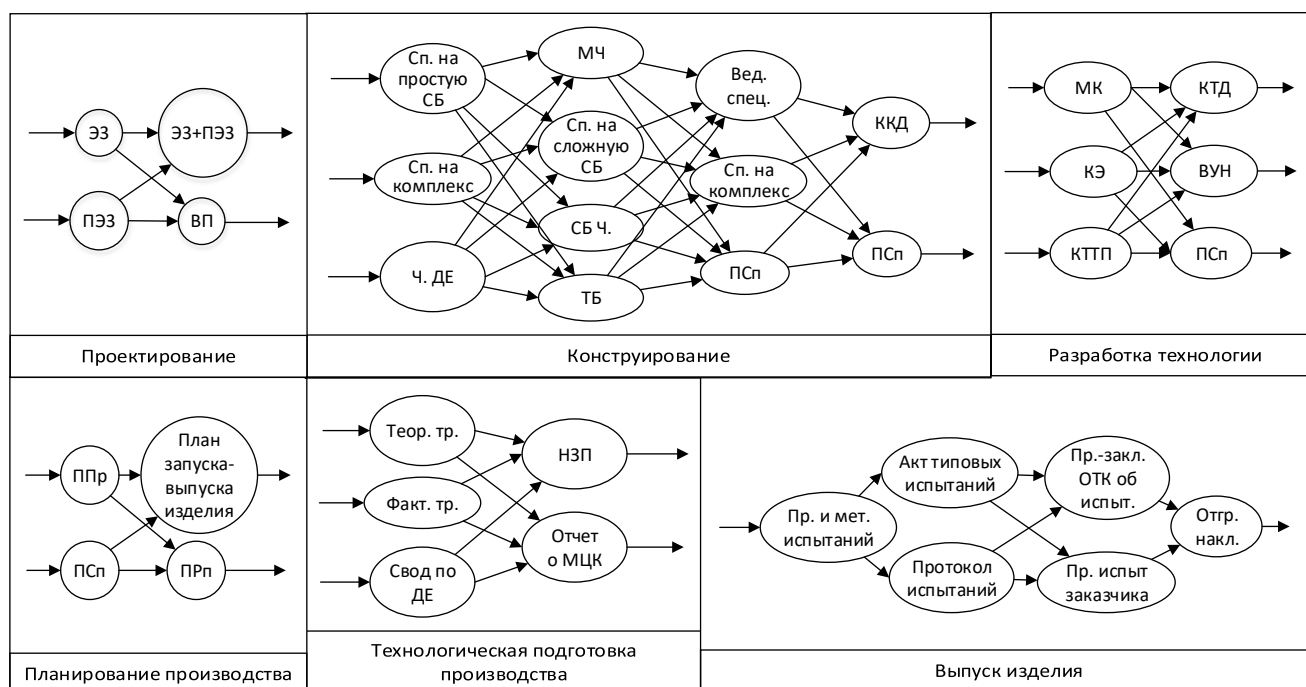 ЭЗ
ЭЗ+ПЭЗ
ПЭЗ
ВП
Проектирование
Сп. на
простую
СБ
Сп. на
комплекс
Ч. ДЕ
МЧ
Сп. на
сложную
СБ
СБ Ч.
ТБ
Вед.
спец.
Сп. на
комплекс
ПСп
ККД
ПСп
Конструирование
МК
КЭ
КТТП
КТД
ВУН
ПСп
Разработка технологии
ППр
ПСп
План
запуска-
выпуска
изделия
ПРп
Планирование производства
Теор. тр.
Факт. тр.
Свод по
ДЕ
НЗП
Отчет
о МЦК
Технологическая подготовка
производства
Пр. и мет.
испытаний
Акт типовых
испытаний
Протокол
испытаний
Пр.-закл.
ОТК об
испыт.
Пр. испыт
заказчика
Отгр.
накл.
Выпуск изделия